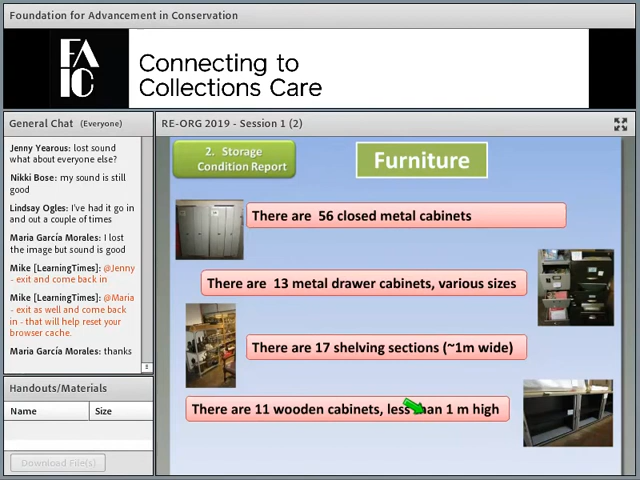 Foundation for Advancement in Conservation
FA
IC
Connecting to
Collections Care
General Chat (Everyone)
Jenny Yearous: lost sound
what about everyone else?
Nikki Bose: my sound is still
good
Lindsay Ogles: I've had it go in
and out a couple of times
Maria García Morales: I lost
the image but sound is good
Mike [LearningTimes]: @Jenny
- exit and come back in
Mike [LearningTimes]: @Maria
- exit as well and come back
in - that will help reset your
browser cache.
Maria García Morales: thanks
Handouts/Materials
Name Size
Download File(s)
RE-ORG 2019 - Session 1 (2)
2. Storage
Condition Report
Furniture
There are 56 closed metal cabinets
There are 13 metal drawer cabinets, various sizes
There are 17 shelving sections (~1m wide)
There are 11 wooden cabinets, less than 1 m high